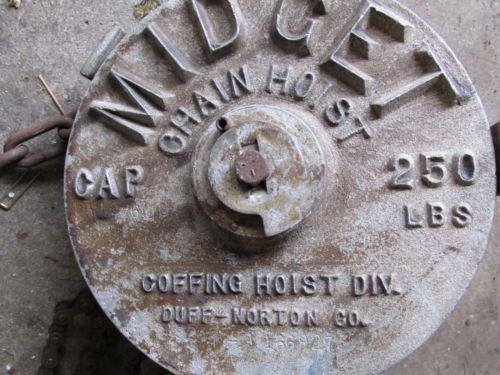 MIDGET
CHAIN HOIST
CAP 250
LBS
COFFING HOIST DIV.
DUFF-NORTON CO.